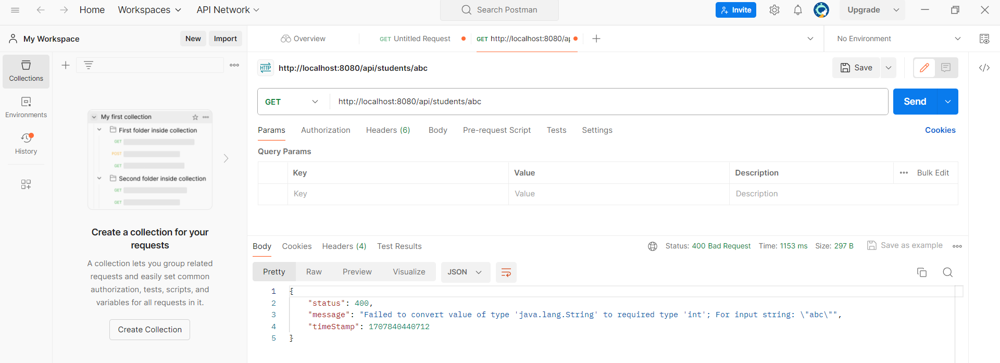 Home Workspaces API Network Search Postman Invite Upgrade
My Workspace New Import Overview GET Untitled Request GET http://localhost:8080/ap No Environment
Collections
Environments
History
My first collection
First folder inside collection
GET
POST
GET
Second folder inside collection
GET
GET
Create a collection for your
requests
A collection lets you group related
requests and easily set common
authorization, tests, scripts, and
variables for all requests in it.
Create Collection
HTTP http://localhost:8080/api/students/abc Save
GET http://localhost:8080/api/students/abc Send
Params Authorization Headers (6) Body Pre-request Script Tests Settings Cookies
Query Params
Key Value Description Bulk Edit
Key Value Description
Body Cookies Headers (4) Test Results Status: 400 Bad Request Time: 1153 ms Size: 297 B Save as example
Pretty Raw Preview Visualize JSON
1 {
2 "status": 400,
3 "message": "Failed to convert value of type 'java.lang.String' to required type 'int'; For input string: \"abc\"",
4 "timeStamp": 1707840440712
5 }